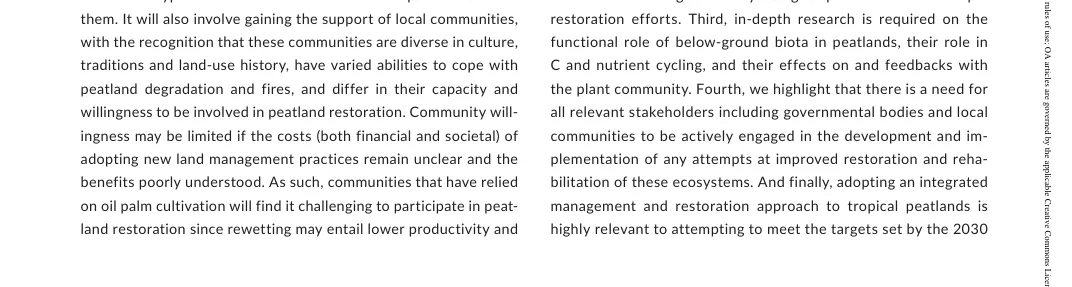 them. It will also involve gaining the support of local communities,
with the recognition that these communities are diverse in culture,
traditions and land-use history, have varied abilities to cope with
peatland degradation and fires, and differ in their capacity and
willingness to be involved in peatland restoration. Community will-
ingness may be limited if the costs (both financial and societal) of
adopting new land management practices remain unclear and the
benefits poorly understood. As such, communities that have relied
on oil palm cultivation will find it challenging to participate in peat-
land restoration since rewetting may entail lower productivity and
restoration efforts. Third, in-depth research is required on the
functional role of below-ground biota in peatlands, their role in
C and nutrient cycling, and their effects on and feedbacks with
the plant community. Fourth, we highlight that there is a need for
all relevant stakeholders including governmental bodies and local
communities to be actively engaged in the development and im-
plementation of any attempts at improved restoration and reha-
bilitation of these ecosystems. And finally, adopting an integrated
management and restoration approach to tropical peatlands is
highly relevant to attempting to meet the targets set by the 2030
rules of use; OA articles are governed by the applicable Creative Commons Licen